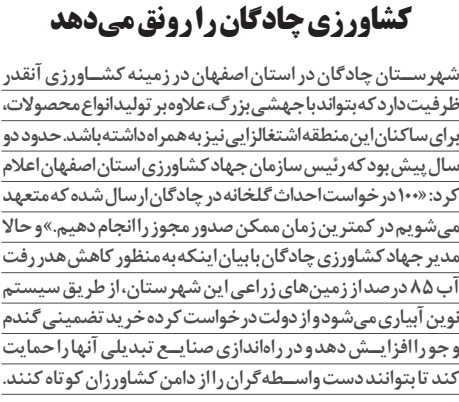 کشاورزی چادگان را رونق می‌دهد
شهرستان چادگان در استان اصفهان در زمینه کشاورزی آنقدر
ظرفیت دارد که بتواند با جهشی بزرگ، علاوه بر تولید انواع محصولات،
برای ساکنان این منطقه اشتغالزایی نیز به همراه داشته باشد. حدود دو
سال پیش بود که رئیس سازمان جهاد کشاورزی استان اصفهان اعلام
کرد: «۱۰۰ درخواست احداث گلخانه در چادگان ارسال شده که متعهد
می‌شویم در کمترین زمان ممکن صدور مجوز را انجام دهیم.» و حالا
مدیر جهاد کشاورزی چادگان با بیان اینکه به منظور کاهش هدررفت
آب ۸۵ درصد از زمین‌های زراعی این شهرستان، از طریق سیستم
نوین آبیاری می‌شود و از دولت درخواست کرده خرید تضمینی گندم
و جو را افزایش دهد و در راه‌اندازی صنایع تبدیلی آنها را حمایت
کند تا بتوانند دست واسطه‌گران را از دامن کشاورزان کوتاه کنند.